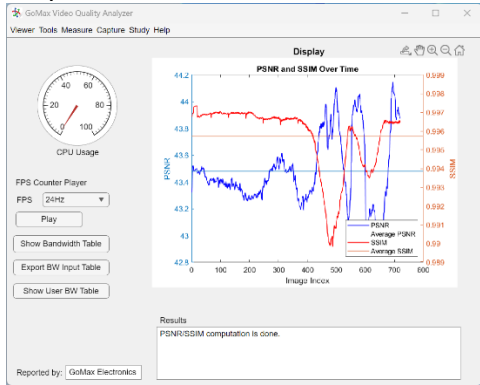 GoMax Video Quality Analyzer
Viewer Tools Measure Capture Study Help
Display
PSNR and SSIM Over Time
40 60
20 80
0 100
CPU Usage
FPS Counter Player
FPS 24Hz
Play
Show Bandwidth Table
Export BW Input Table
Show User BW Table
PSNR
44.2
44
43.8
43.6
43.4
43.2
43
42.8
0 100 200 300 400 500 600 700 800
Image Index
0.999
0.998
0.996
0.995
0.994
0.993
0.992
0.99
0.989
SSIM
PSNR
Average PSNR
SSIM
Average SSIM
Results
PSNR/SSIM computation is done.
Reported by: GoMax Electronics